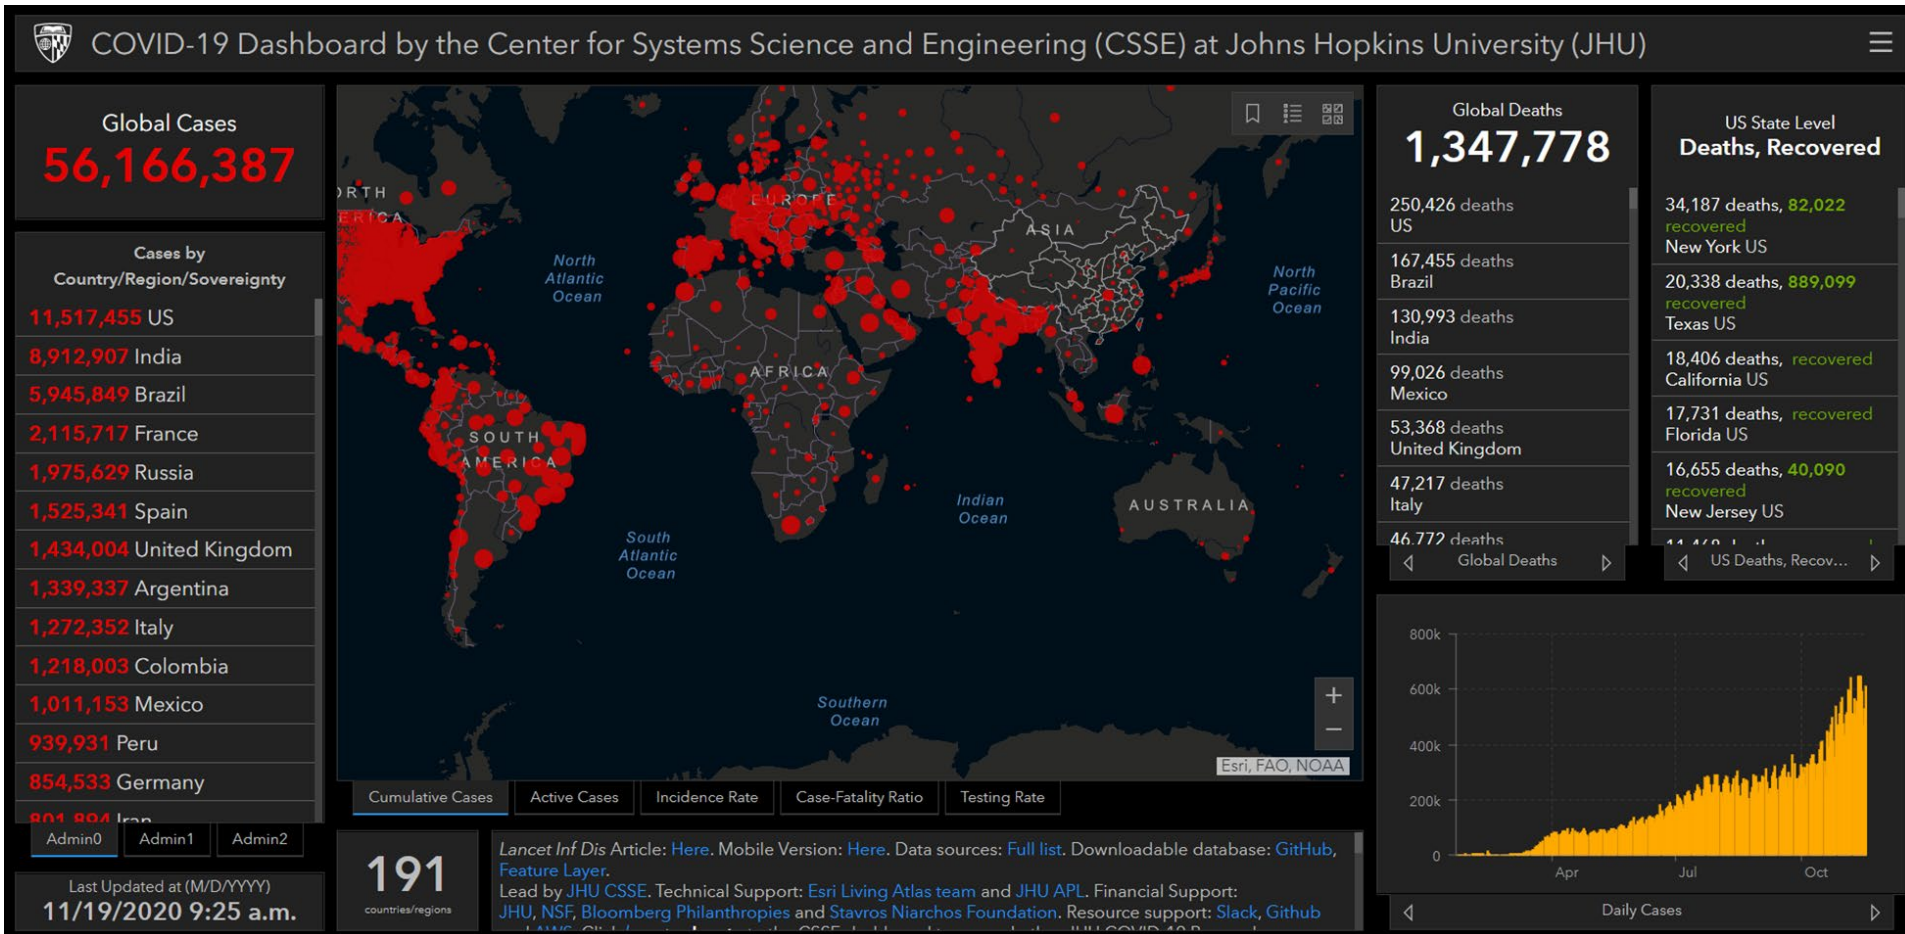 COVID-19 Dashboard by the Center for Systems Science and Engineering (CSSE) at Johns Hopkins University (JHU)
Global Cases
56,166,387
Cases by
Country/Region/Sovereignty
11,517,455 US
8,912,907 India
5,945,849 Brazil
2,115,717 France
1,975,629 Russia
1,525,341 Spain
1,434,004 United Kingdom
1,339,337 Argentina
1,272,352 Italy
1,218,003 Colombia
1,011,153 Mexico
939,931 Peru
854,533 Germany
801,894 Iran
Admin0
Admin1
Admin2
Last Updated at (M/D/YYYY)
11/19/2020 9:25 a.m.
EUROPE
ASIA
North
Atlantic
Ocean
North
Pacific
Ocean
AFRICA
SOUTH
AMERICA
Indian
Ocean
AUSTRALIA
South
Atlantic
Ocean
Southern
Ocean
+
−
Esri, FAO, NOAA
Cumulative Cases
Active Cases
Incidence Rate
Case-Fatality Ratio
Testing Rate
191
countries/regions
Lancet Inf Dis Article: Here. Mobile Version: Here. Data sources: Full list. Downloadable database: GitHub,
Feature Layer.
Lead by JHU CSSE. Technical Support: Esri Living Atlas team and JHU APL. Financial Support:
JHU, NSF, Bloomberg Philanthropies and Stavros Niarchos Foundation. Resource support: Slack, Github
Global Deaths
1,347,778
250,426 deaths
US
167,455 deaths
Brazil
130,993 deaths
India
99,026 deaths
Mexico
53,368 deaths
United Kingdom
47,217 deaths
Italy
46,772 deaths
Global Deaths
US State Level
Deaths, Recovered
34,187 deaths, 82,022
recovered
New York US
20,338 deaths, 889,099
recovered
Texas US
18,406 deaths, recovered
California US
17,731 deaths, recovered
Florida US
16,655 deaths, 40,090
recovered
New Jersey US
US Deaths, Recov...
800k
600k
400k
200k
0
Apr
Jul
Oct
Daily Cases